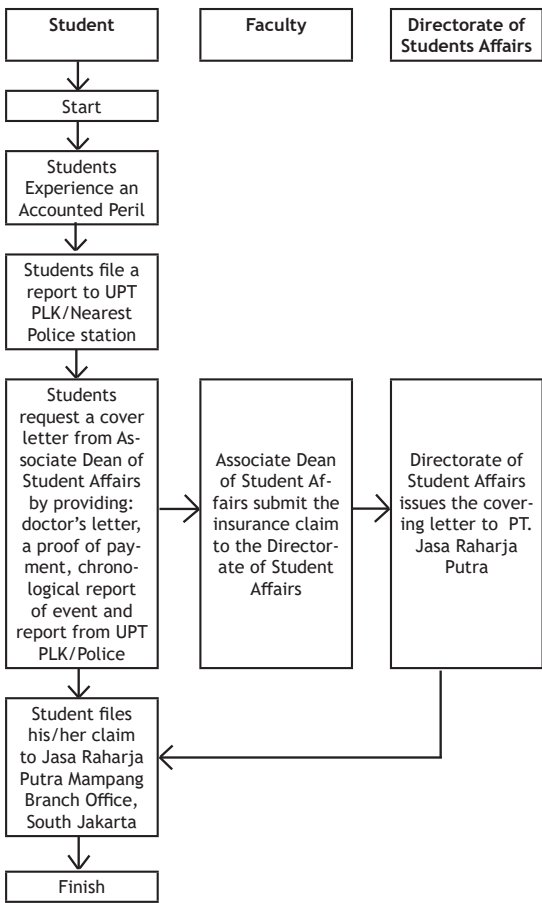 Student
Faculty
Directorate of
Students Affairs
Start
Students
Experience an
Accounted Peril
Students file a
report to UPT
PLK/Nearest
Police station
Students
request a cover
letter from As-
sociate Dean of
Student Affairs
by providing:
doctor’s letter,
a proof of pay-
ment, chrono-
logical report
of event and
report from UPT
PLK/Police
Associate Dean
of Student Af-
fairs submit the
insurance claim
to the Director-
ate of Student
Affairs
Directorate of
Student Affairs
issues the cover-
ing letter to PT.
Jasa Raharja
Putra
Student files
his/her claim
to Jasa Raharja
Putra Mampang
Branch Office,
South Jakarta
Finish